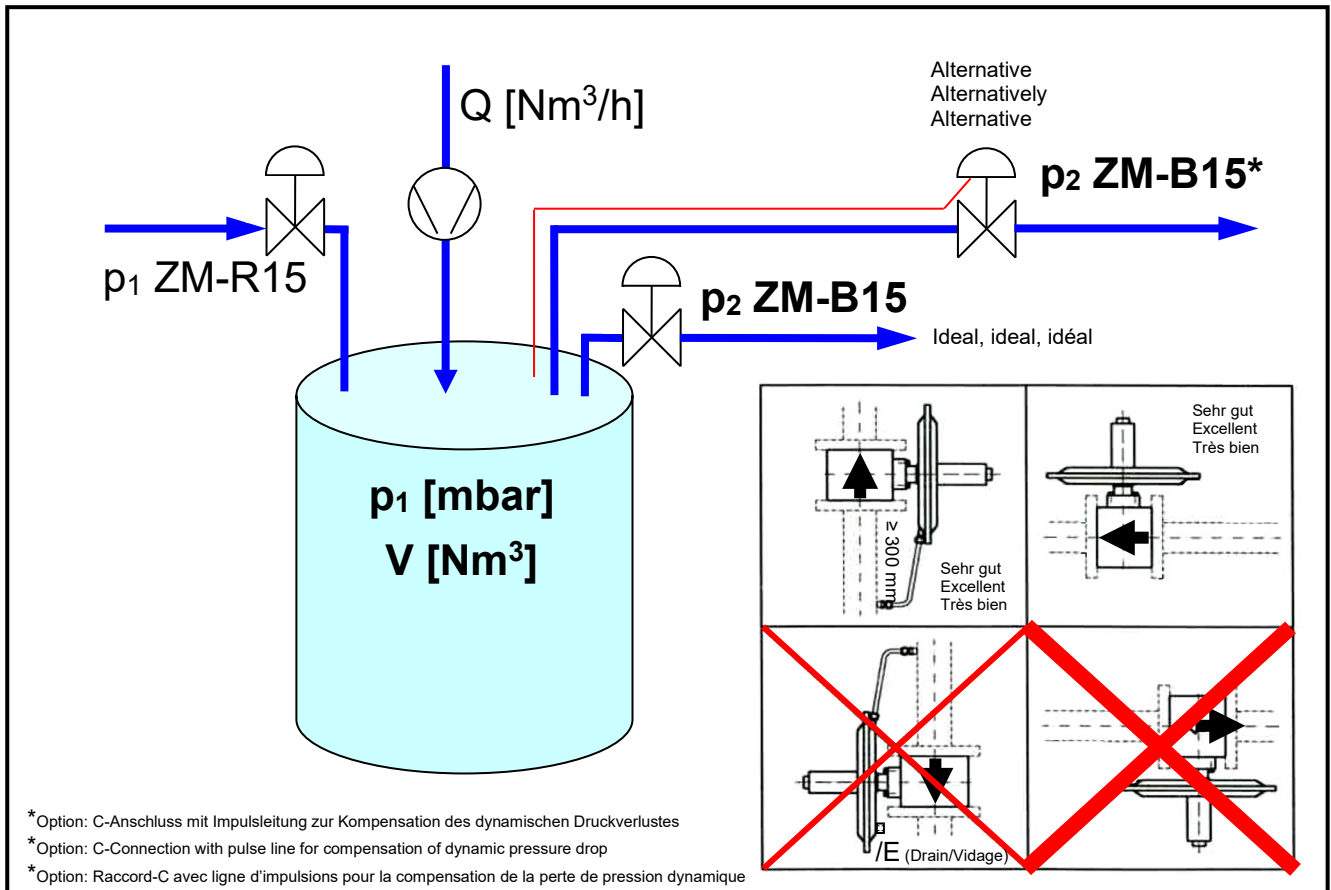 Alternative
Alternatively
Alternative
Q [Nm³/h]
p₂ ZM-B15*
p₁ ZM-R15
p₂ ZM-B15
Ideal, ideal, idéal
p₁ [mbar]
V [Nm³]
≥ 300 mm
Sehr gut
Excellent
Très bien
Sehr gut
Excellent
Très bien
/E (Drain/Vidage)
*Option: C-Anschluss mit Impulsleitung zur Kompensation des dynamischen Druckverlustes
*Option: C-Connection with pulse line for compensation of dynamic pressure drop
*Option: Raccord-C avec ligne d'impulsions pour la compensation de la perte de pression dynamique